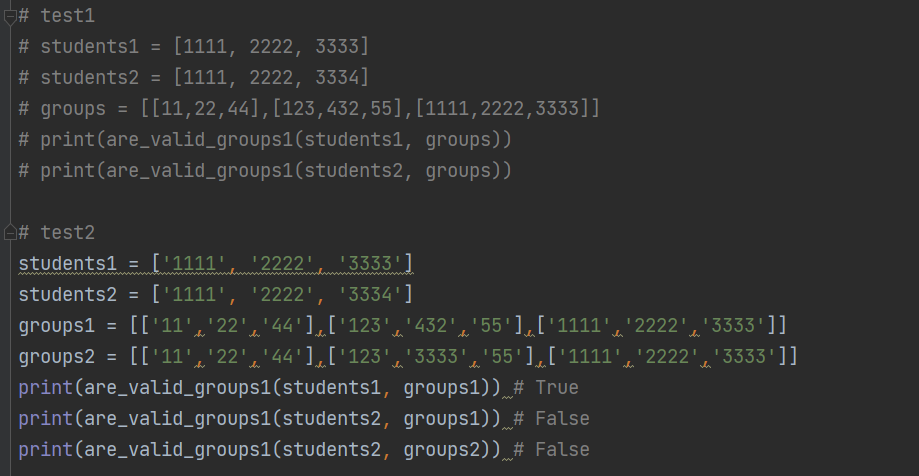 # test1
# students1 = [1111, 2222, 3333]
# students2 = [1111, 2222, 3334]
# groups = [[11,22,44],[123,432,55],[1111,2222,3333]]
# print(are_valid_groups1(students1, groups))
# print(are_valid_groups1(students2, groups))
# test2
students1 = ['1111', '2222', '3333']
students2 = ['1111', '2222', '3334']
groups1 = [['11','22','44'],['123','432','55'],['1111','2222','3333']]
groups2 = [['11','22','44'],['123','3333','55'],['1111','2222','3333']]
print(are_valid_groups1(students1, groups1)) # True
print(are_valid_groups1(students2, groups1)) # False
print(are_valid_groups1(students2, groups2)) # False